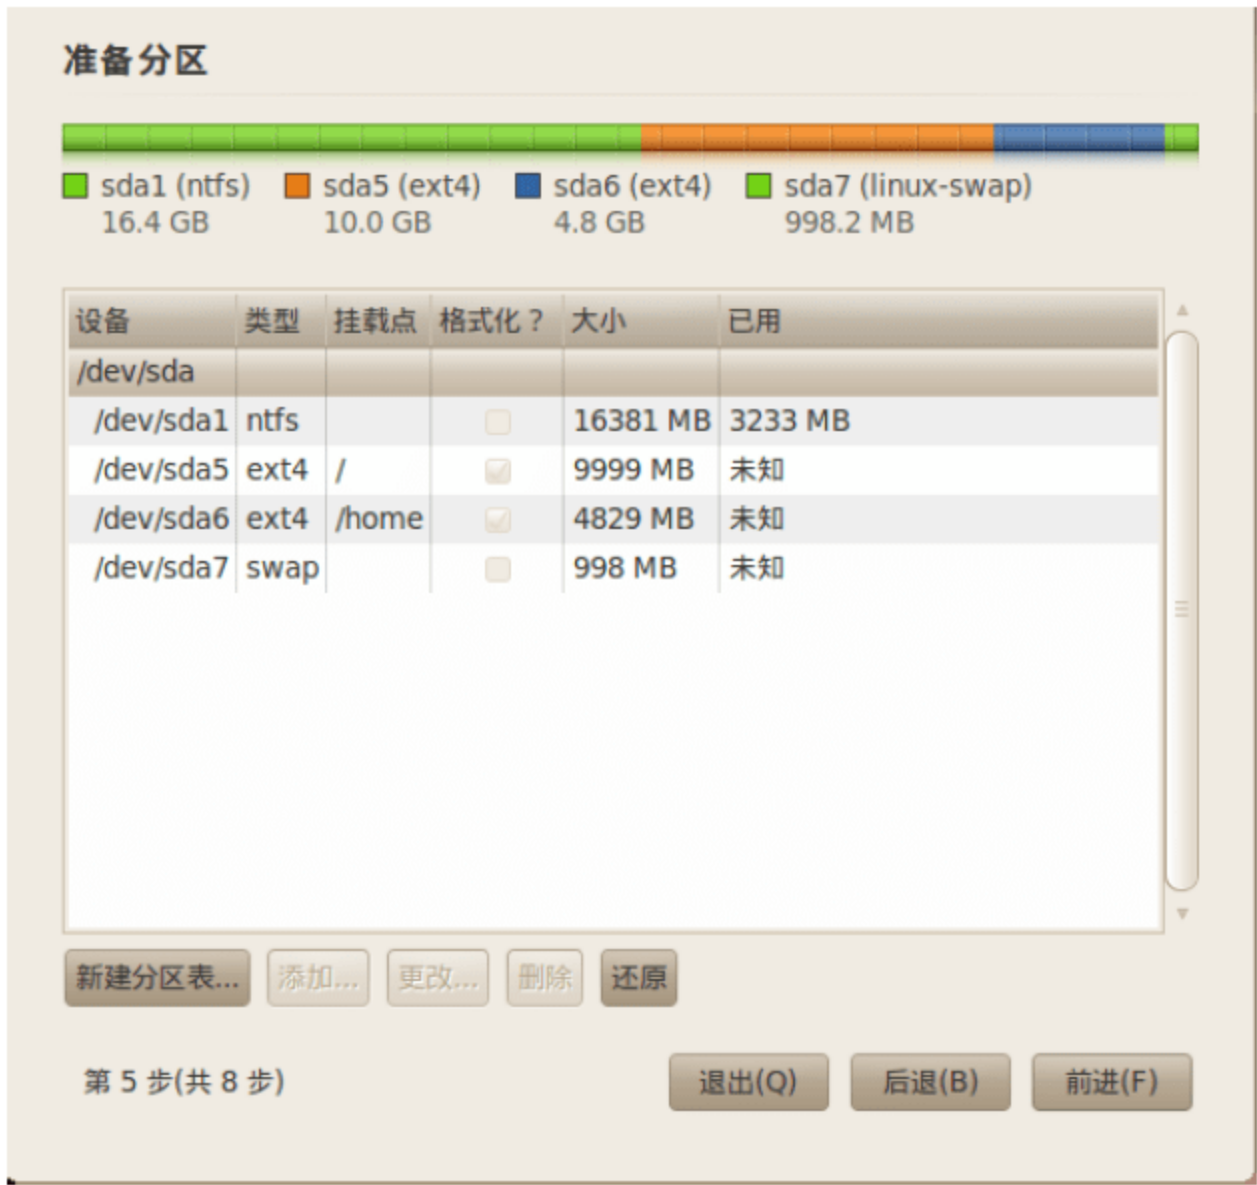 准备分区
sda1 (ntfs) sda5 (ext4) sda6 (ext4) sda7 (linux-swap)
16.4 GB 10.0 GB 4.8 GB 998.2 MB
设备 类型 挂载点 格式化？ 大小 已用
/dev/sda
/dev/sda1 ntfs 16381 MB 3233 MB
/dev/sda5 ext4 / 9999 MB 未知
/dev/sda6 ext4 /home 4829 MB 未知
/dev/sda7 swap 998 MB 未知
新建分区表... 添加... 更改... 删除 还原
第 5 步(共 8 步) 退出(Q) 后退(B) 前进(F)